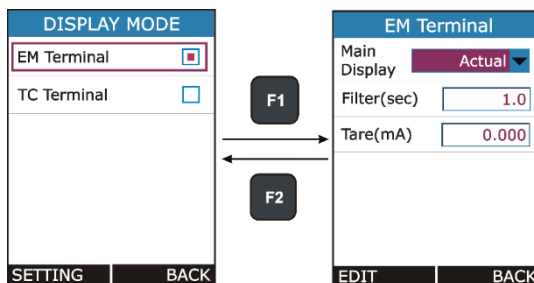 DISPLAY MODE
EM Terminal
TC Terminal
SETTING BACK
F1
F2
EM Terminal
Main
Display
Actual
Filter(sec) 1.0
Tare(mA) 0.000
EDIT BACK